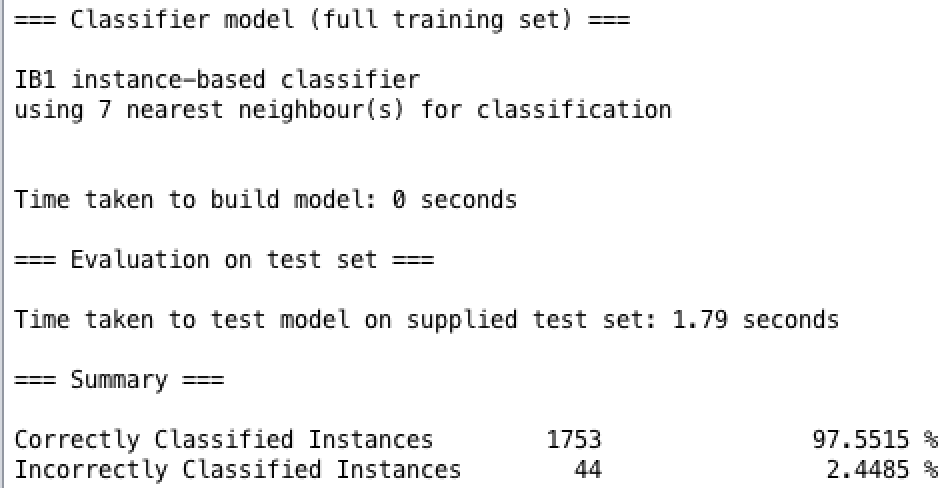 === Classifier model (full training set) ===
IB1 instance-based classifier
using 7 nearest neighbour(s) for classification
Time taken to build model: 0 seconds
=== Evaluation on test set ===
Time taken to test model on supplied test set: 1.79 seconds
=== Summary ===
Correctly Classified Instances 1753 97.5515 %
Incorrectly Classified Instances 44 2.4485 %